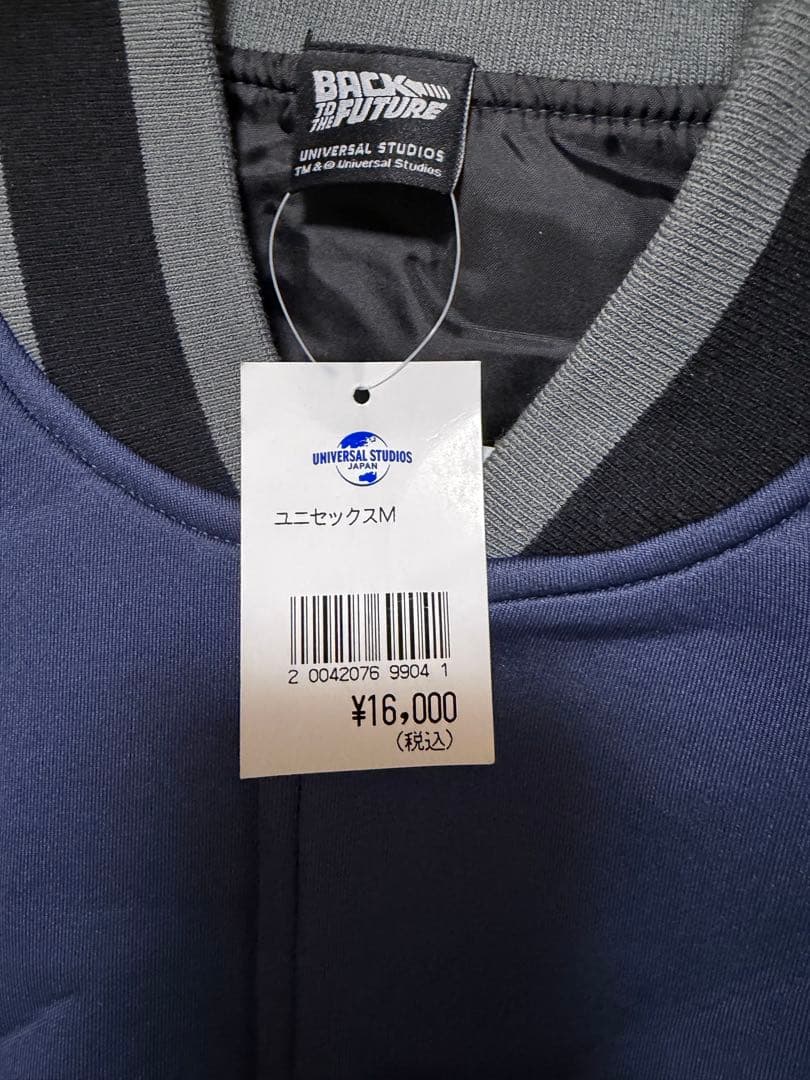 BACK
TO THE FUTURE
UNIVERSAL STUDIOS
TM & © Universal Studios
UNIVERSAL STUDIOS
JAPAN
ユニセックスM
2 0042076 9904 1
¥16,000
(税込)